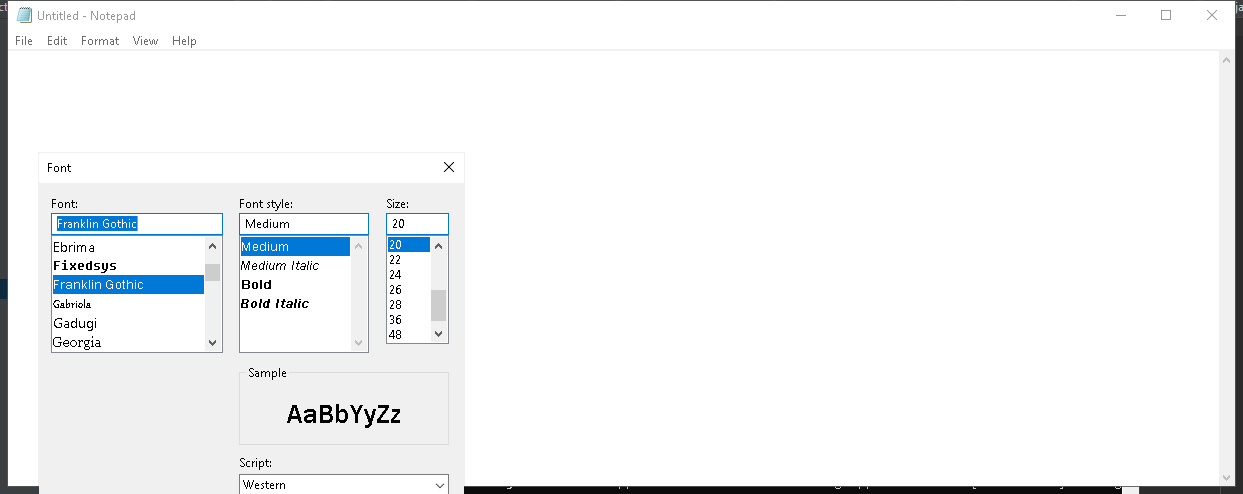 Untitled - Notepad
File Edit Format View Help
Font
Font: Font style: Size:
Franklin Gothic Medium 20
Ebrima
Fixedsys
Franklin Gothic
Gabriola
Gadugi
Georgia
Medium
Medium Italic
Bold
Bold Italic
20
22
24
26
28
36
48
Sample
AaBbYyZz
Script:
Western